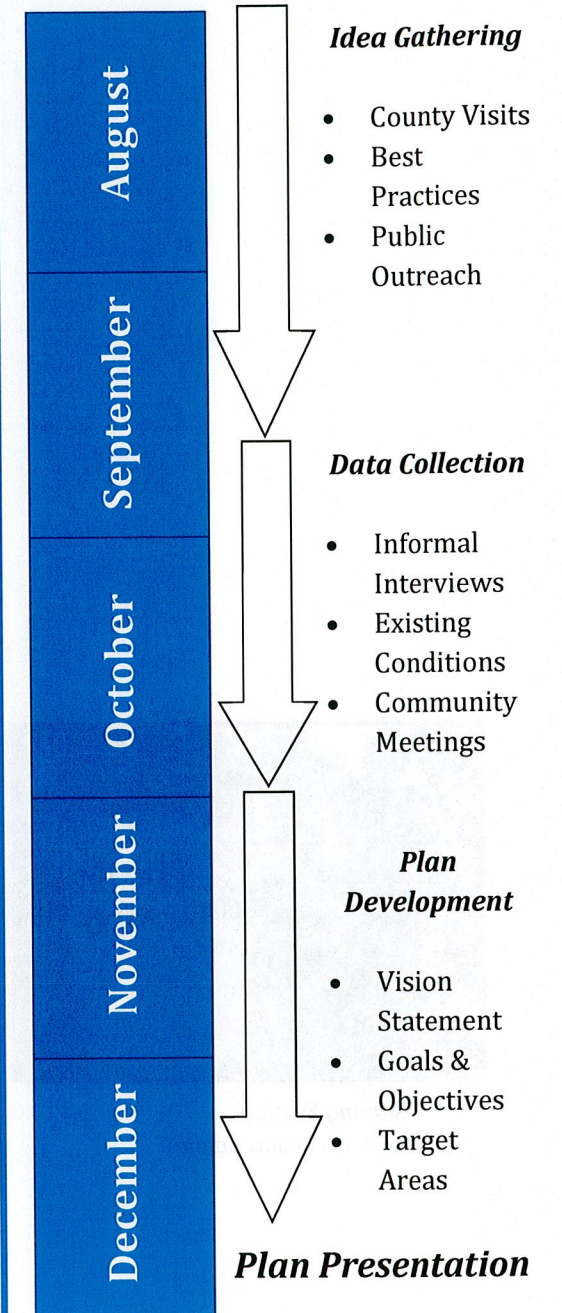 August
Idea Gathering
• County Visits
• Best
Practices
• Public
Outreach
September
Data Collection
• Informal
Interviews
• Existing
Conditions
• Community
Meetings
October
November
Plan
Development
• Vision
Statement
• Goals &
Objectives
• Target
Areas
December
Plan Presentation